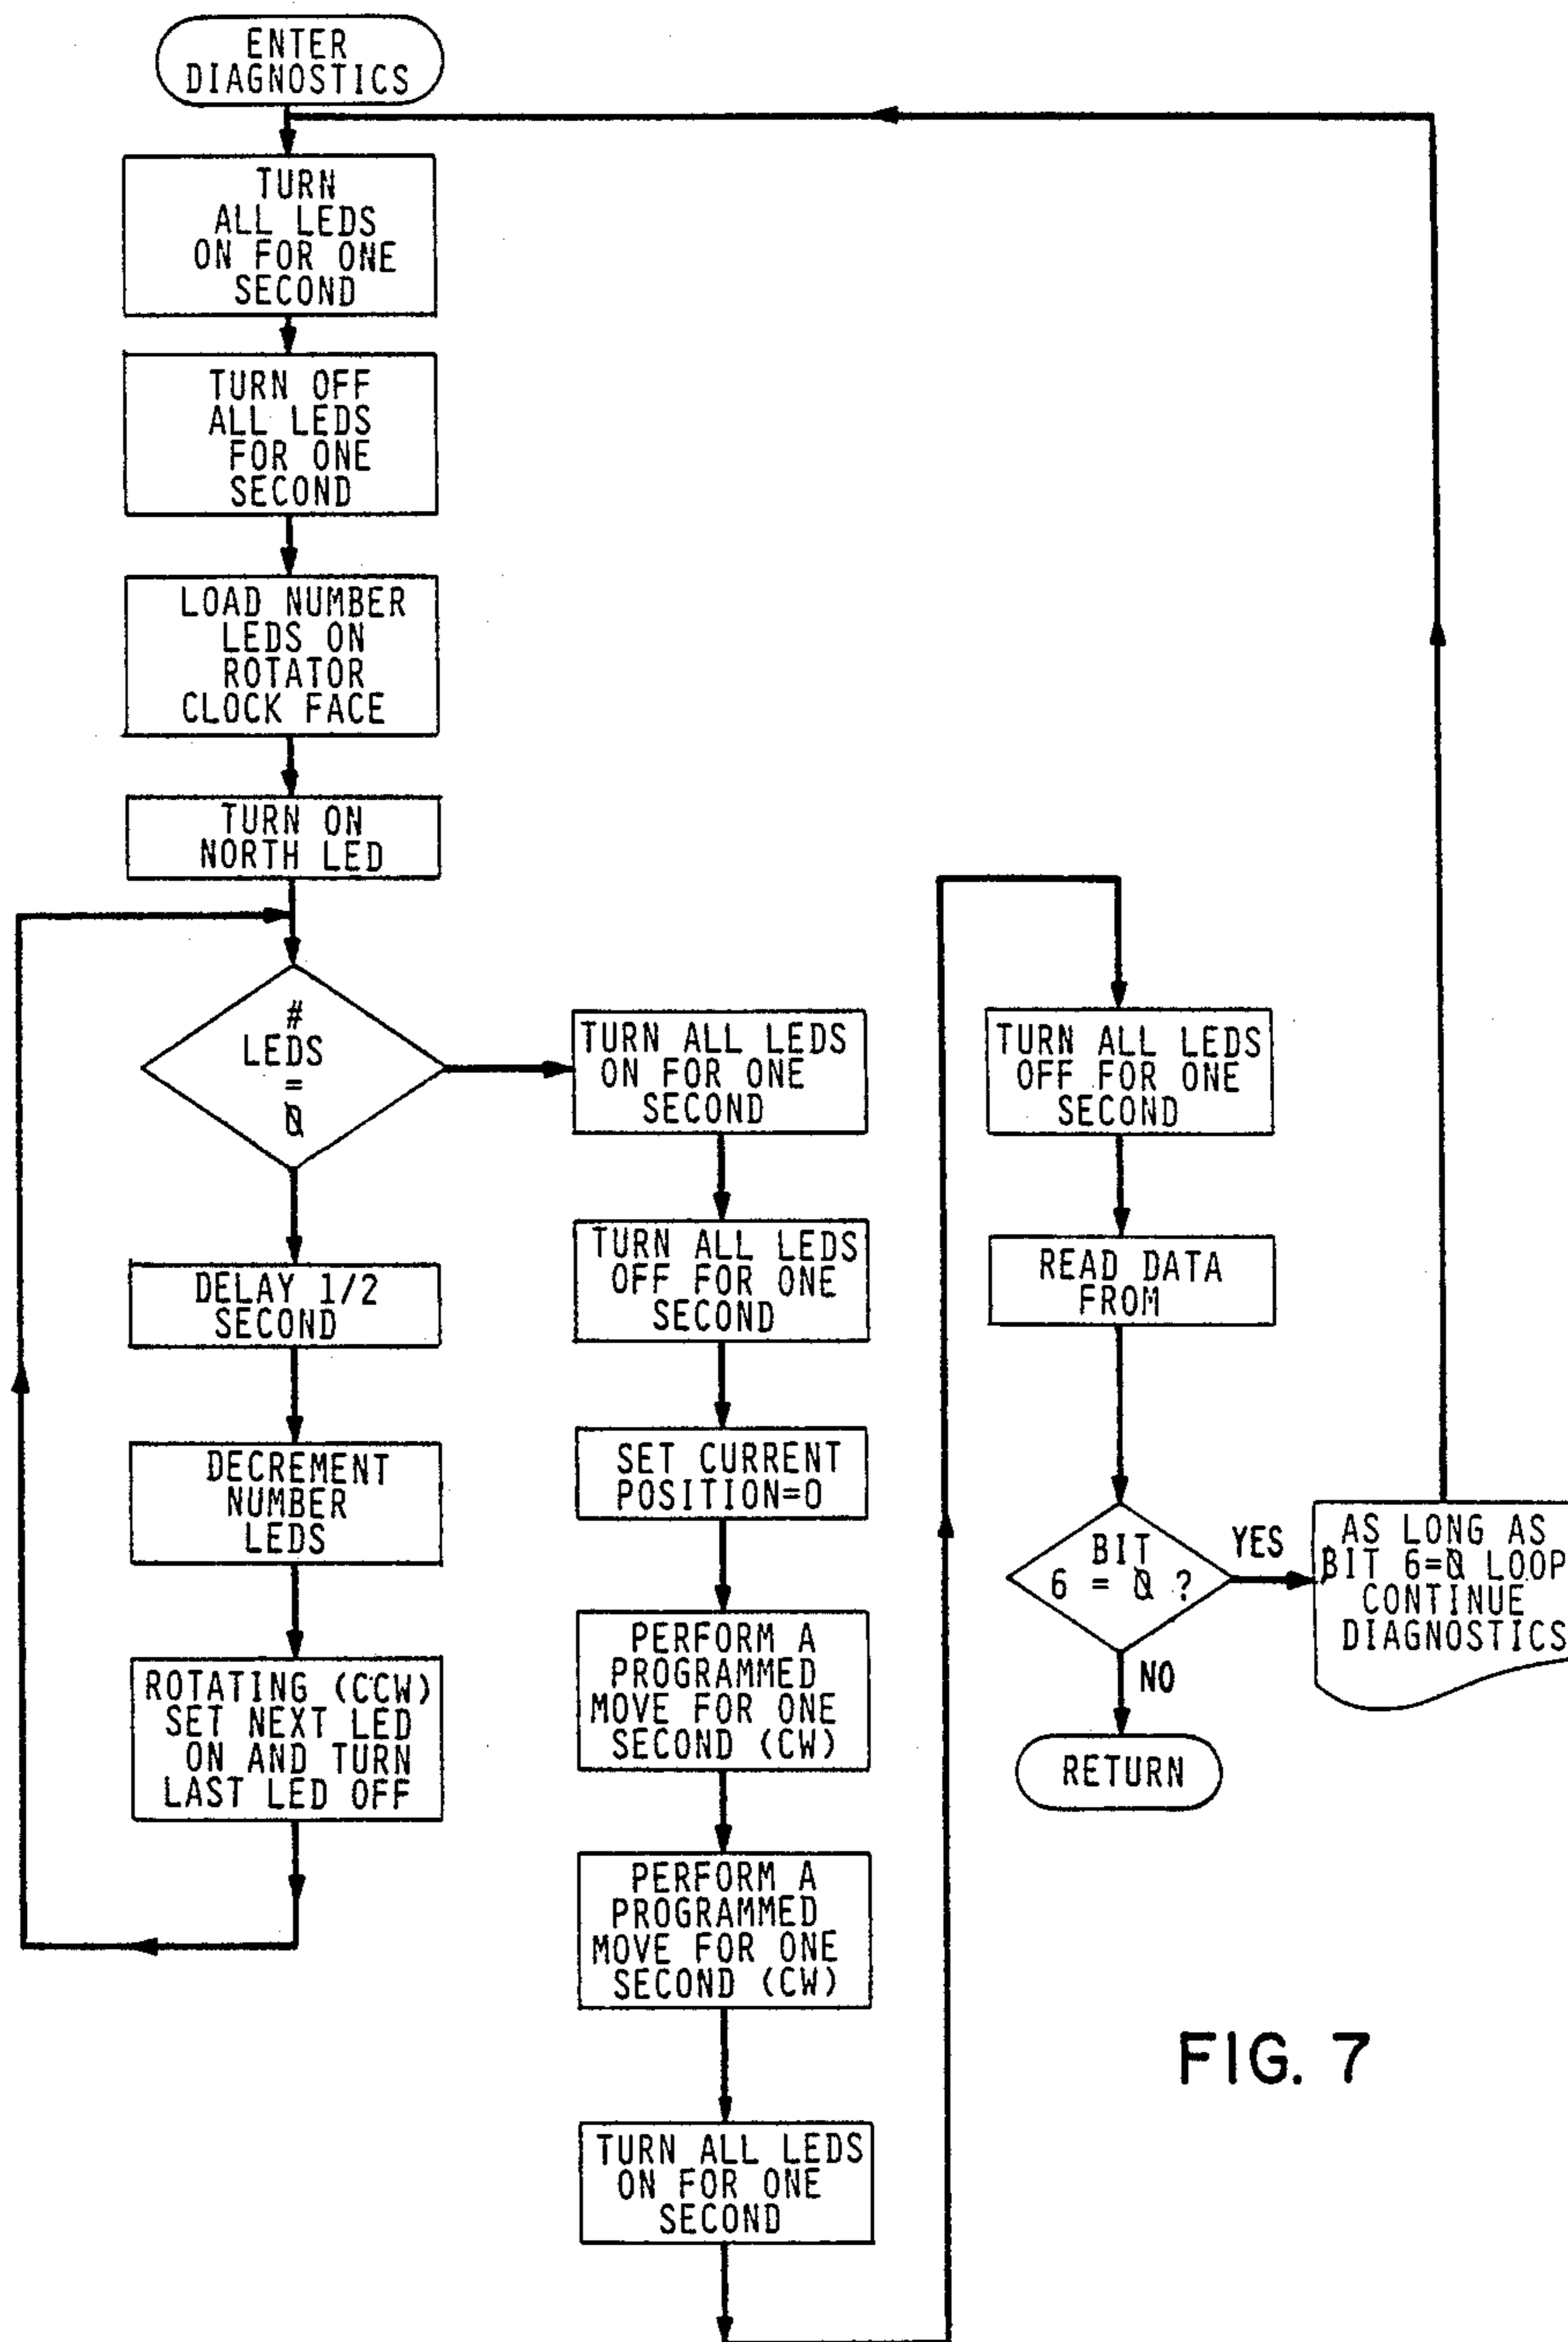 ENTER
DIAGNOSTICS
TURN
ALL LEDS
ON FOR ONE
SECOND
TURN OFF
ALL LEDS
FOR ONE
SECOND
LOAD NUMBER
LEDS ON
ROTATOR
CLOCK FACE
TURN ON
NORTH LED
#
LEDS
=
0
DELAY 1/2
SECOND
DECREMENT
NUMBER
LEDS
ROTATING (CCW)
SET NEXT LED
ON AND TURN
LAST LED OFF
TURN ALL LEDS
ON FOR ONE
SECOND
TURN ALL LEDS
OFF FOR ONE
SECOND
SET CURRENT
POSITION=0
PERFORM A
PROGRAMMED
MOVE FOR ONE
SECOND (CW)
PERFORM A
PROGRAMMED
MOVE FOR ONE
SECOND (CW)
TURN ALL LEDS
ON FOR ONE
SECOND
TURN ALL LEDS
OFF FOR ONE
SECOND
READ DATA
FROM
BIT
6 = 0 ?
YES
NO
AS LONG AS
BIT 6=0 LOOP
CONTINUE
DIAGNOSTICS
RETURN
FIG. 7